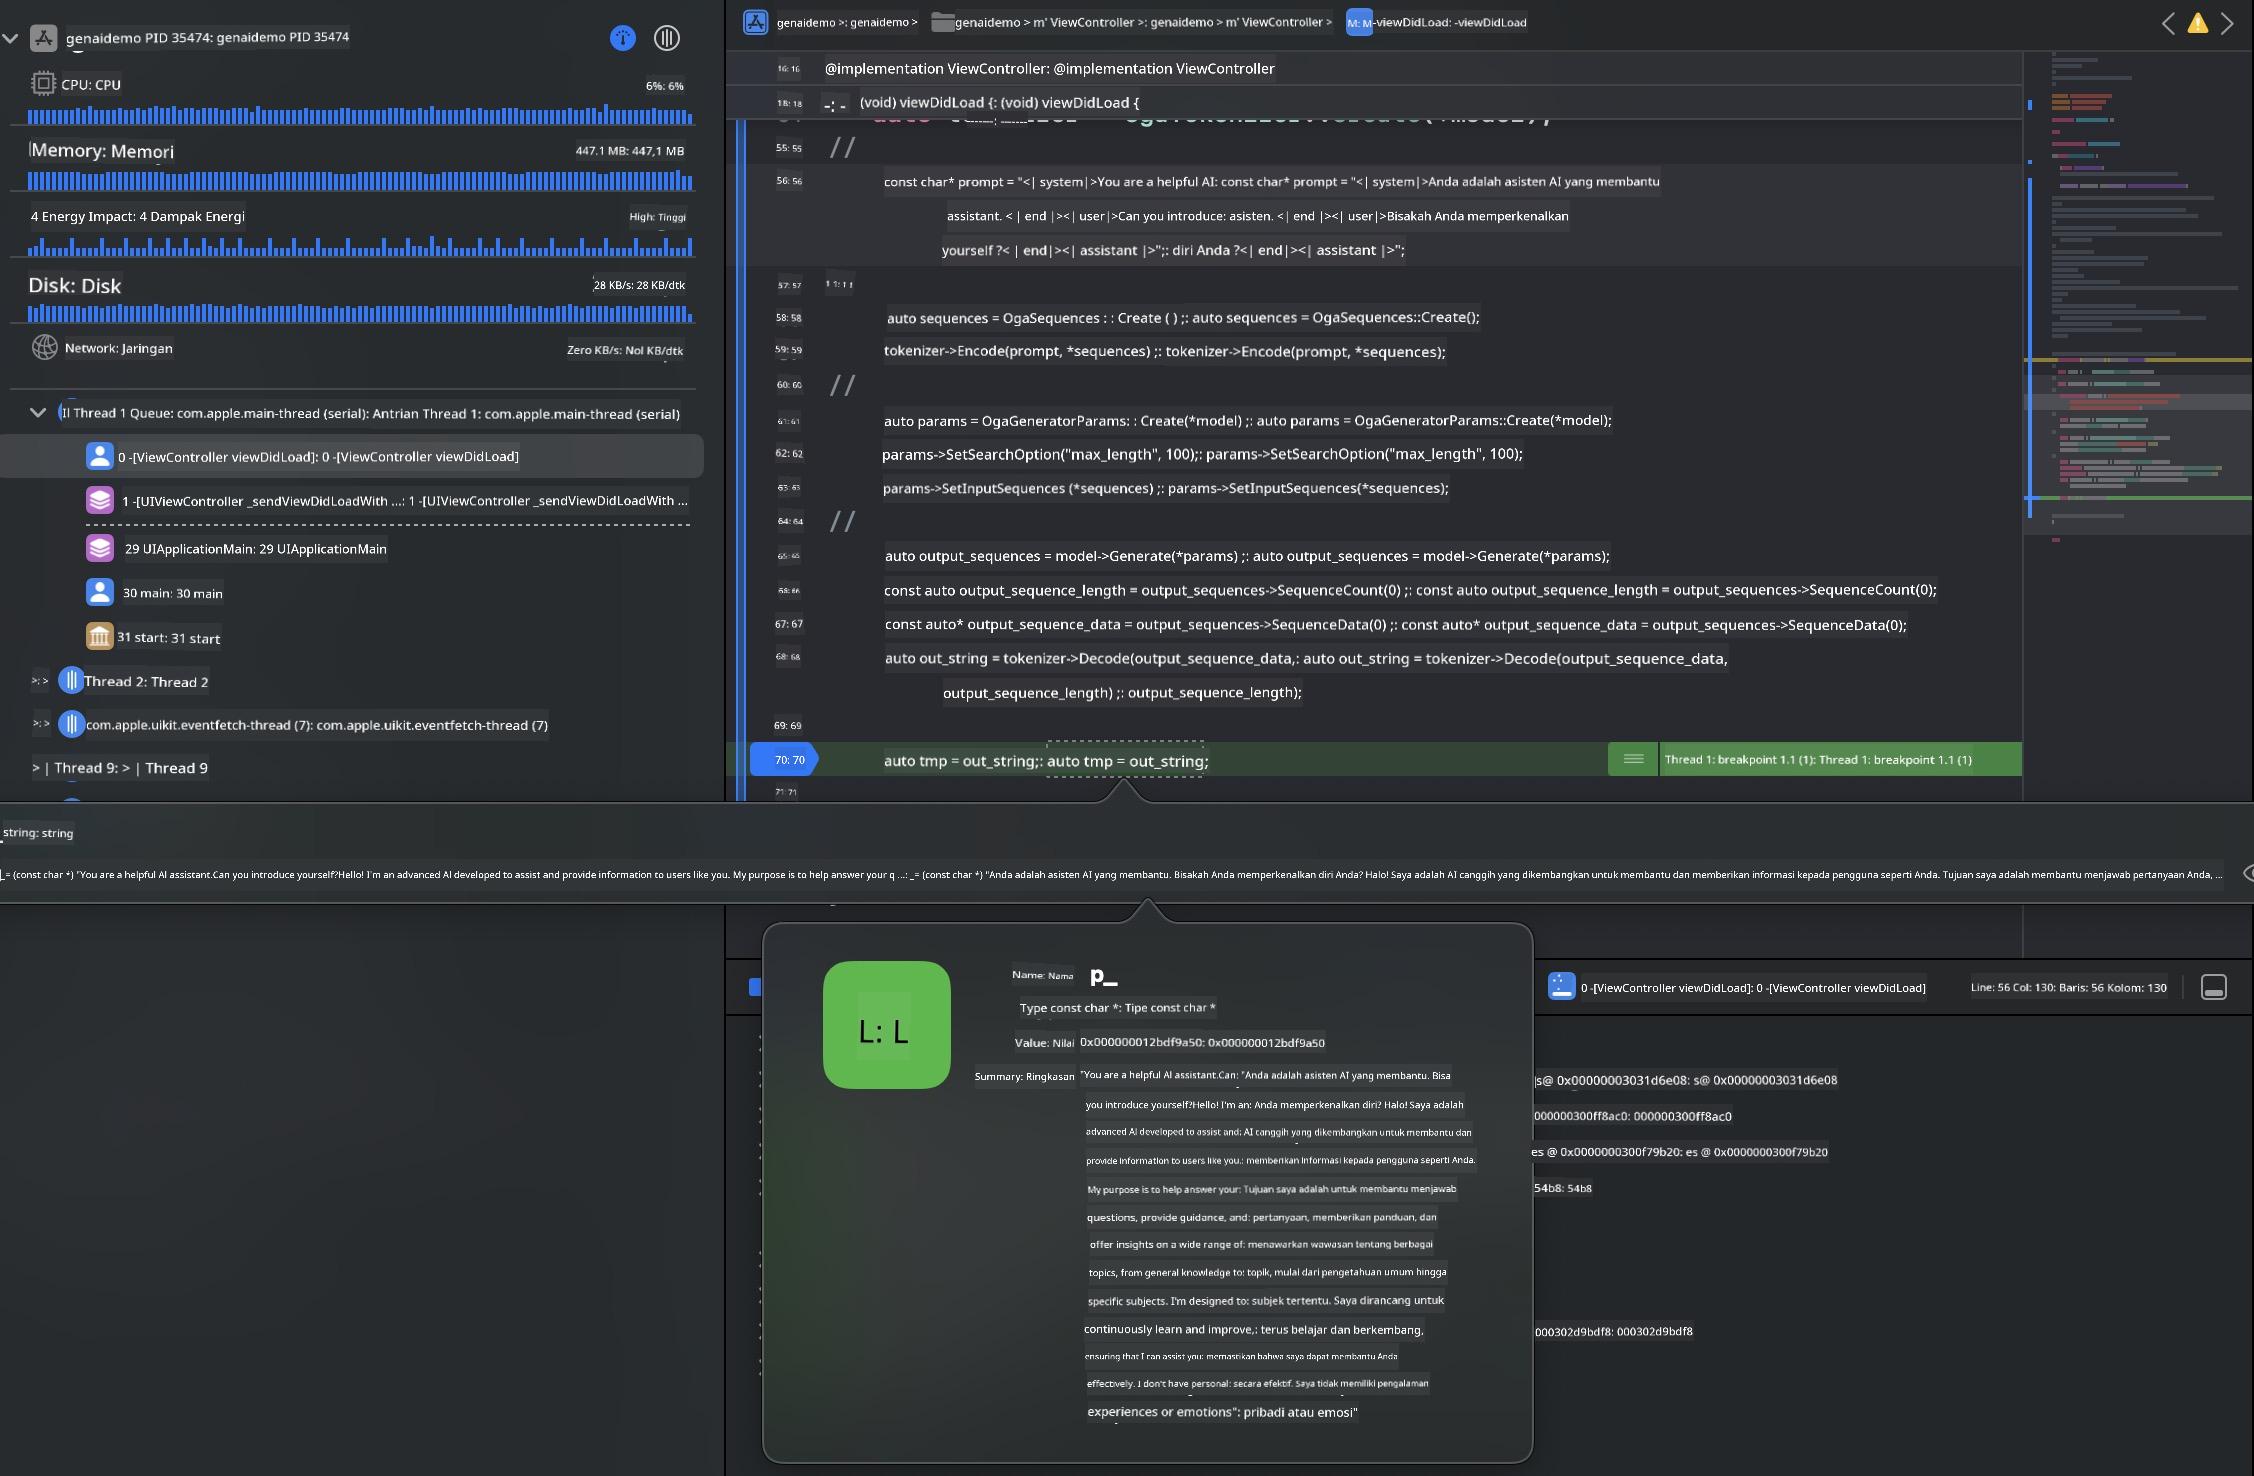 genaidemo PID 35474: genaidemo PID 35474
CPU: CPU
6%: 6%
Memory: Memori
447.1 MB: 447,1 MB
4 Energy Impact: 4 Dampak Energi
High: Tinggi
Disk: Disk
28 KB/s: 28 KB/dtk
Network: Jaringan
Zero KB/s: Nol KB/dtk
Il Thread 1 Queue: com.apple.main-thread (serial): Antrian Thread 1: com.apple.main-thread (serial)
0 -[ViewController viewDidLoad]: 0 -[ViewController viewDidLoad]
1 -[UIViewController _sendViewDidLoadWith ...: 1 -[UIViewController _sendViewDidLoadWith ...
29 UIApplicationMain: 29 UIApplicationMain
30 main: 30 main
31 start: 31 start
>: > Thread 2: Thread 2
>: > com.apple.uikit.eventfetch-thread (7): com.apple.uikit.eventfetch-thread (7)
> | Thread 9: > | Thread 9
genaidemo >: genaidemo > genaidemo > m' ViewController >: genaidemo > m' ViewController > M: M -viewDidLoad: -viewDidLoad
16: 16 @implementation ViewController: @implementation ViewController
18: 18 -: - (void) viewDidLoad {: (void) viewDidLoad {
55: 55 //
56: 56 const char* prompt = "<| system|>You are a helpful AI: const char* prompt = "<| system|>Anda adalah asisten AI yang membantu
assistant. < | end |><| user|>Can you introduce: asisten. <| end |><| user|>Bisakah Anda memperkenalkan
yourself ?< | end|><| assistant |>";: diri Anda ?<| end|><| assistant |>";
57: 57 1 1: 1 1
58: 58 auto sequences = OgaSequences : : Create ( ) ;: auto sequences = OgaSequences::Create();
59: 59 tokenizer->Encode(prompt, *sequences) ;: tokenizer->Encode(prompt, *sequences);
60: 60 //
61: 61 auto params = OgaGeneratorParams: : Create(*model) ;: auto params = OgaGeneratorParams::Create(*model);
62: 62 params->SetSearchOption("max_length", 100);: params->SetSearchOption("max_length", 100);
63: 63 params->SetInputSequences (*sequences) ;: params->SetInputSequences(*sequences);
64: 64 //
65: 65 auto output_sequences = model->Generate(*params) ;: auto output_sequences = model->Generate(*params);
66: 66 const auto output_sequence_length = output_sequences->SequenceCount(0) ;: const auto output_sequence_length = output_sequences->SequenceCount(0);
67: 67 const auto* output_sequence_data = output_sequences->SequenceData(0) ;: const auto* output_sequence_data = output_sequences->SequenceData(0);
68: 68 auto out_string = tokenizer->Decode(output_sequence_data,: auto out_string = tokenizer->Decode(output_sequence_data,
output_sequence_length) ;: output_sequence_length);
69: 69
70: 70 auto tmp = out_string;: auto tmp = out_string;
Thread 1: breakpoint 1.1 (1): Thread 1: breakpoint 1.1 (1)
71: 71
string: string
_= (const char *) "You are a helpful AI assistant.Can you introduce yourself?Hello! I'm an advanced AI developed to assist and provide information to users like you. My purpose is to help answer your q ...: _= (const char *) "Anda adalah asisten AI yang membantu. Bisakah Anda memperkenalkan diri Anda? Halo! Saya adalah AI canggih yang dikembangkan untuk membantu dan memberikan informasi kepada pengguna seperti Anda. Tujuan saya adalah membantu menjawab pertanyaan Anda, ...
L: L
Name: Nama p_
Type const char *: Tipe const char *
Value: Nilai 0x000000012bdf9a50: 0x000000012bdf9a50
Summary: Ringkasan "You are a helpful AI assistant.Can: "Anda adalah asisten AI yang membantu. Bisa
you introduce yourself?Hello! I'm an: Anda memperkenalkan diri? Halo! Saya adalah
advanced AI developed to assist and: AI canggih yang dikembangkan untuk membantu dan
provide information to users like you.: memberikan informasi kepada pengguna seperti Anda.
My purpose is to help answer your: Tujuan saya adalah untuk membantu menjawab
questions, provide guidance, and: pertanyaan, memberikan panduan, dan
offer insights on a wide range of: menawarkan wawasan tentang berbagai
topics, from general knowledge to: topik, mulai dari pengetahuan umum hingga
specific subjects. I'm designed to: subjek tertentu. Saya dirancang untuk
continuously learn and improve,: terus belajar dan berkembang,
ensuring that I can assist you: memastikan bahwa saya dapat membantu Anda
effectively. I don't have personal: secara efektif. Saya tidak memiliki pengalaman
experiences or emotions": pribadi atau emosi"
0 -[ViewController viewDidLoad]: 0 -[ViewController viewDidLoad]
Line: 56 Col: 130: Baris: 56 Kolom: 130
s@ 0x00000003031d6e08: s@ 0x00000003031d6e08
000000300ff8ac0: 000000300ff8ac0
es @ 0x0000000300f79b20: es @ 0x0000000300f79b20
54b8: 54b8
000302d9bdf8: 000302d9bdf8